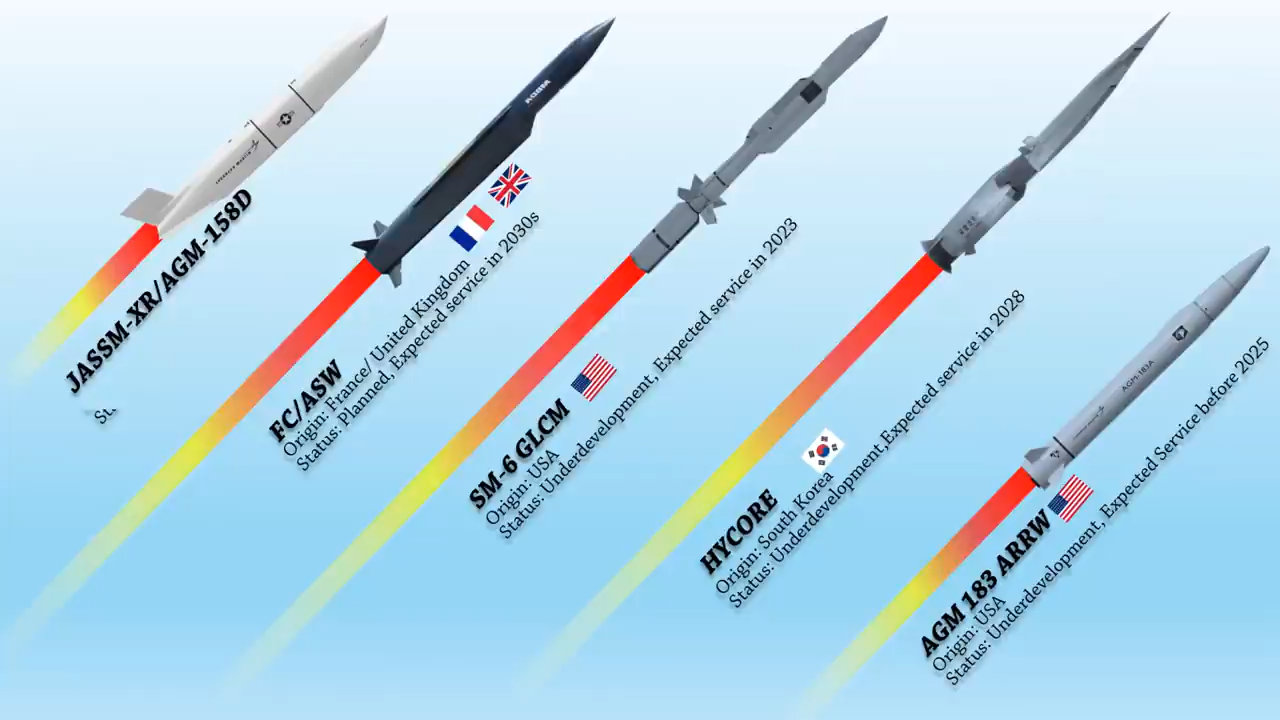 JASSM-XR/AGM-158D
FC/ASW
Origin: France/ United Kingdom
Status: Planned, Expected service in 2030s
SM-6 GLCM
Origin: USA
Status: Underdevelopment, Expected service in 2023
HYCORE
Origin: South Korea
Status: Underdevelopment,Expected service in 2028
AGM-183A
AGM 183 ARRW
Origin: USA
Status: Underdevelopment, Expected Service before 2025